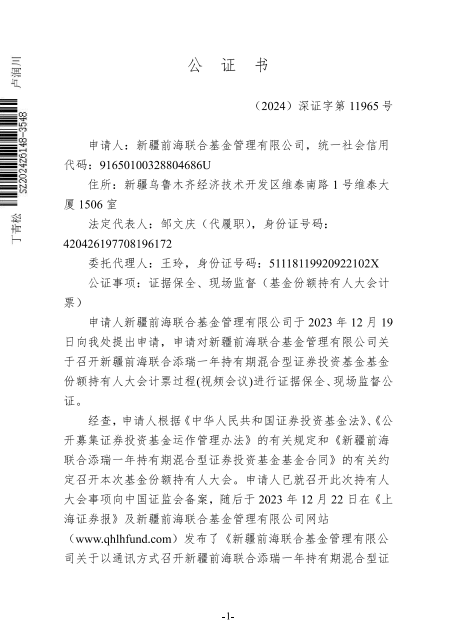 卢润川
SZ202426148-3548
丁青松
公 证 书
（2024）深证字第 11965 号
申请人：新疆前海联合基金管理有限公司，统一社会信用
代码：91650100328804686U
住所：新疆乌鲁木齐经济技术开发区维泰南路 1 号维泰大
厦 1506 室
法定代表人：邹文庆（代履职），身份证号码：
420426197708196172
委托代理人：王玲，身份证号码：51118119920922102X
公证事项：证据保全、现场监督（基金份额持有人大会计
票）
申请人新疆前海联合基金管理有限公司于 2023 年 12 月 19
日向我处提出申请，申请对新疆前海联合基金管理有限公司关
于召开新疆前海联合添瑞一年持有期混合型证券投资基金基金
份额持有人大会计票过程(视频会议)进行证据保全、现场监督公
证。
经查，申请人根据《中华人民共和国证券投资基金法》、《公
开募集证券投资基金运作管理办法》的有关规定和《新疆前海
联合添瑞一年持有期混合型证券投资基金基金合同》的有关约
定召开本次基金份额持有人大会。申请人已就召开此次持有人
大会事项向中国证监会备案，随后于 2023 年 12 月 22 日在《上
海证券报》及新疆前海联合基金管理有限公司网站
（www.qhlhfund.com）发布了《新疆前海联合基金管理有限公
司关于以通讯方式召开新疆前海联合添瑞一年持有期混合型证
-1-